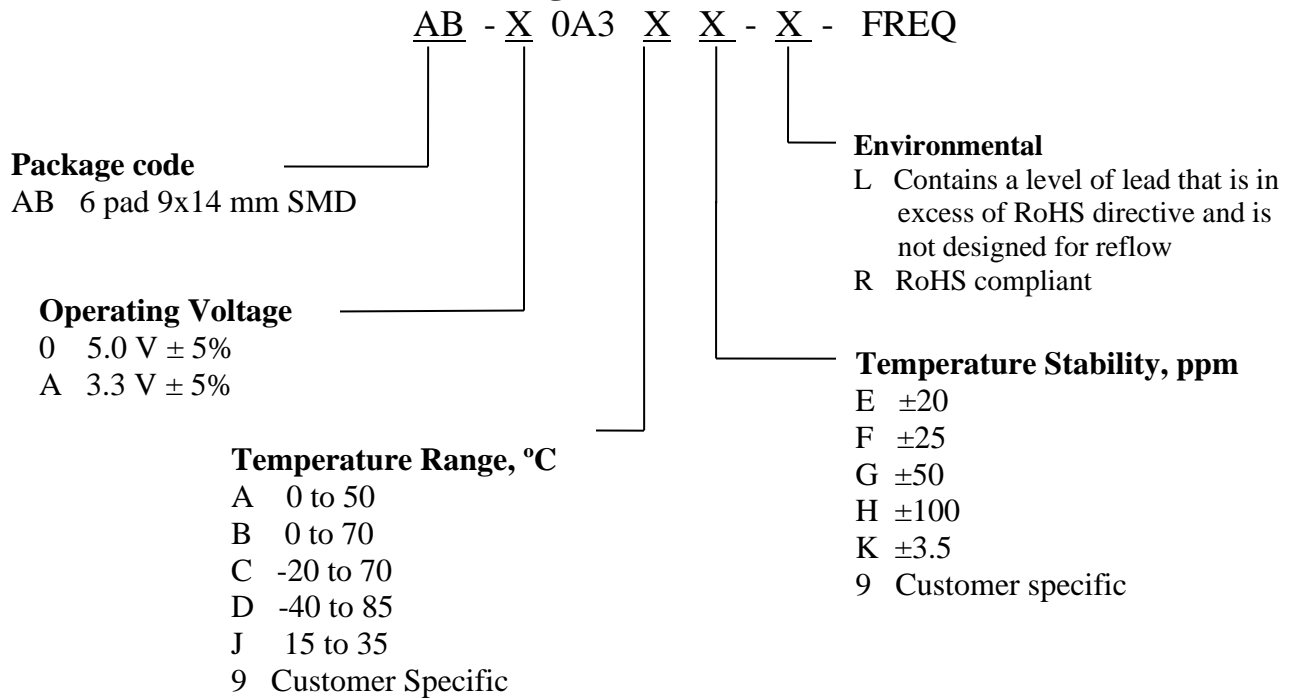 AB - X 0A3 X X - X - FREQ
Package code
AB 6 pad 9x14 mm SMD
Operating Voltage
0 5.0 V ± 5%
A 3.3 V ± 5%
Temperature Range, ºC
A 0 to 50
B 0 to 70
C -20 to 70
D -40 to 85
J 15 to 35
9 Customer Specific
Environmental
L Contains a level of lead that is in
excess of RoHS directive and is
not designed for reflow
R RoHS compliant
Temperature Stability, ppm
E ±20
F ±25
G ±50
H ±100
K ±3.5
9 Customer specific